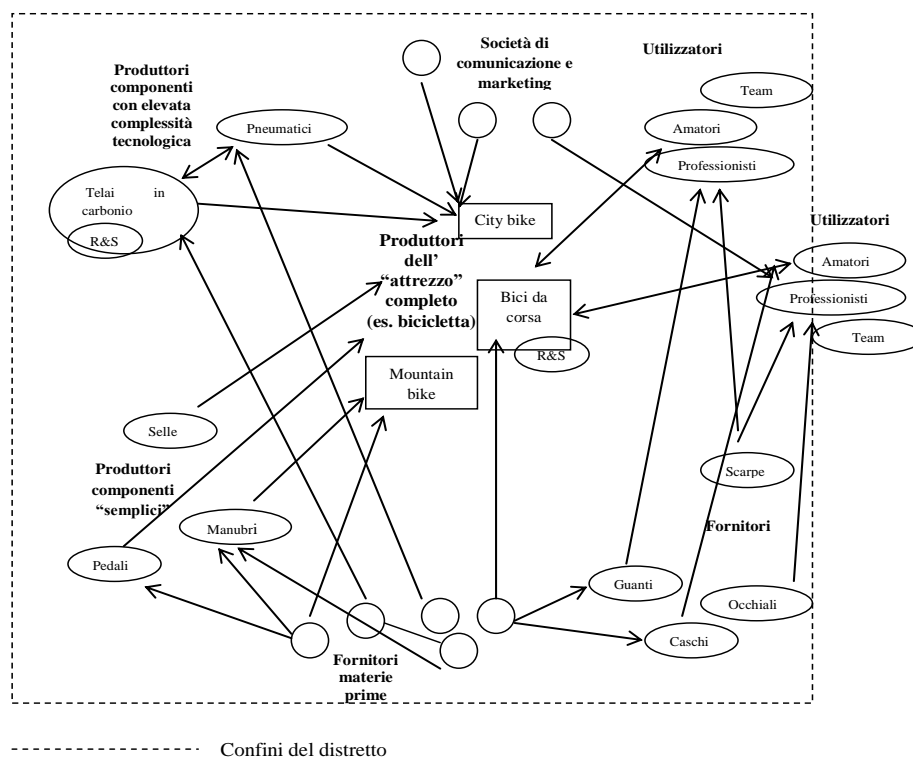 Società di
comunicazione e
marketing
Utilizzatori
Produttori
componenti
con elevata
complessità
tecnologica
Team
Pneumatici
Amatori
Professionisti
Telai in
carbonio
R&S
City bike
Utilizzatori
Produttori
dell'
“attrezzo”
completo
(es. bicicletta)
Amatori
Bici da
corsa
Professionisti
Team
R&S
Mountain
bike
Selle
Produttori
componenti
“semplici”
Scarpe
Manubri
Fornitori
Pedali
Guanti
Occhiali
Caschi
Fornitori
materie
prime
Confini del distretto